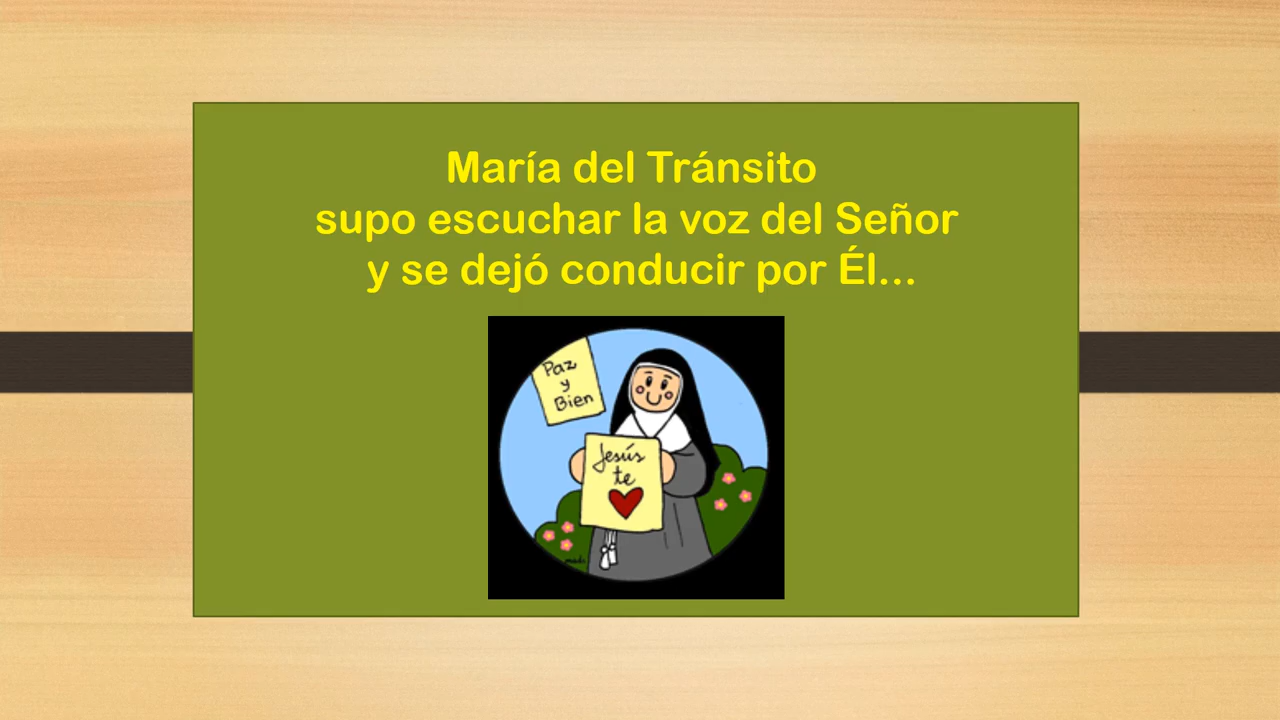 María del Tránsito
supo escuchar la voz del Señor
y se dejó conducir por Él...
Paz
y
Bien
Jesús
te